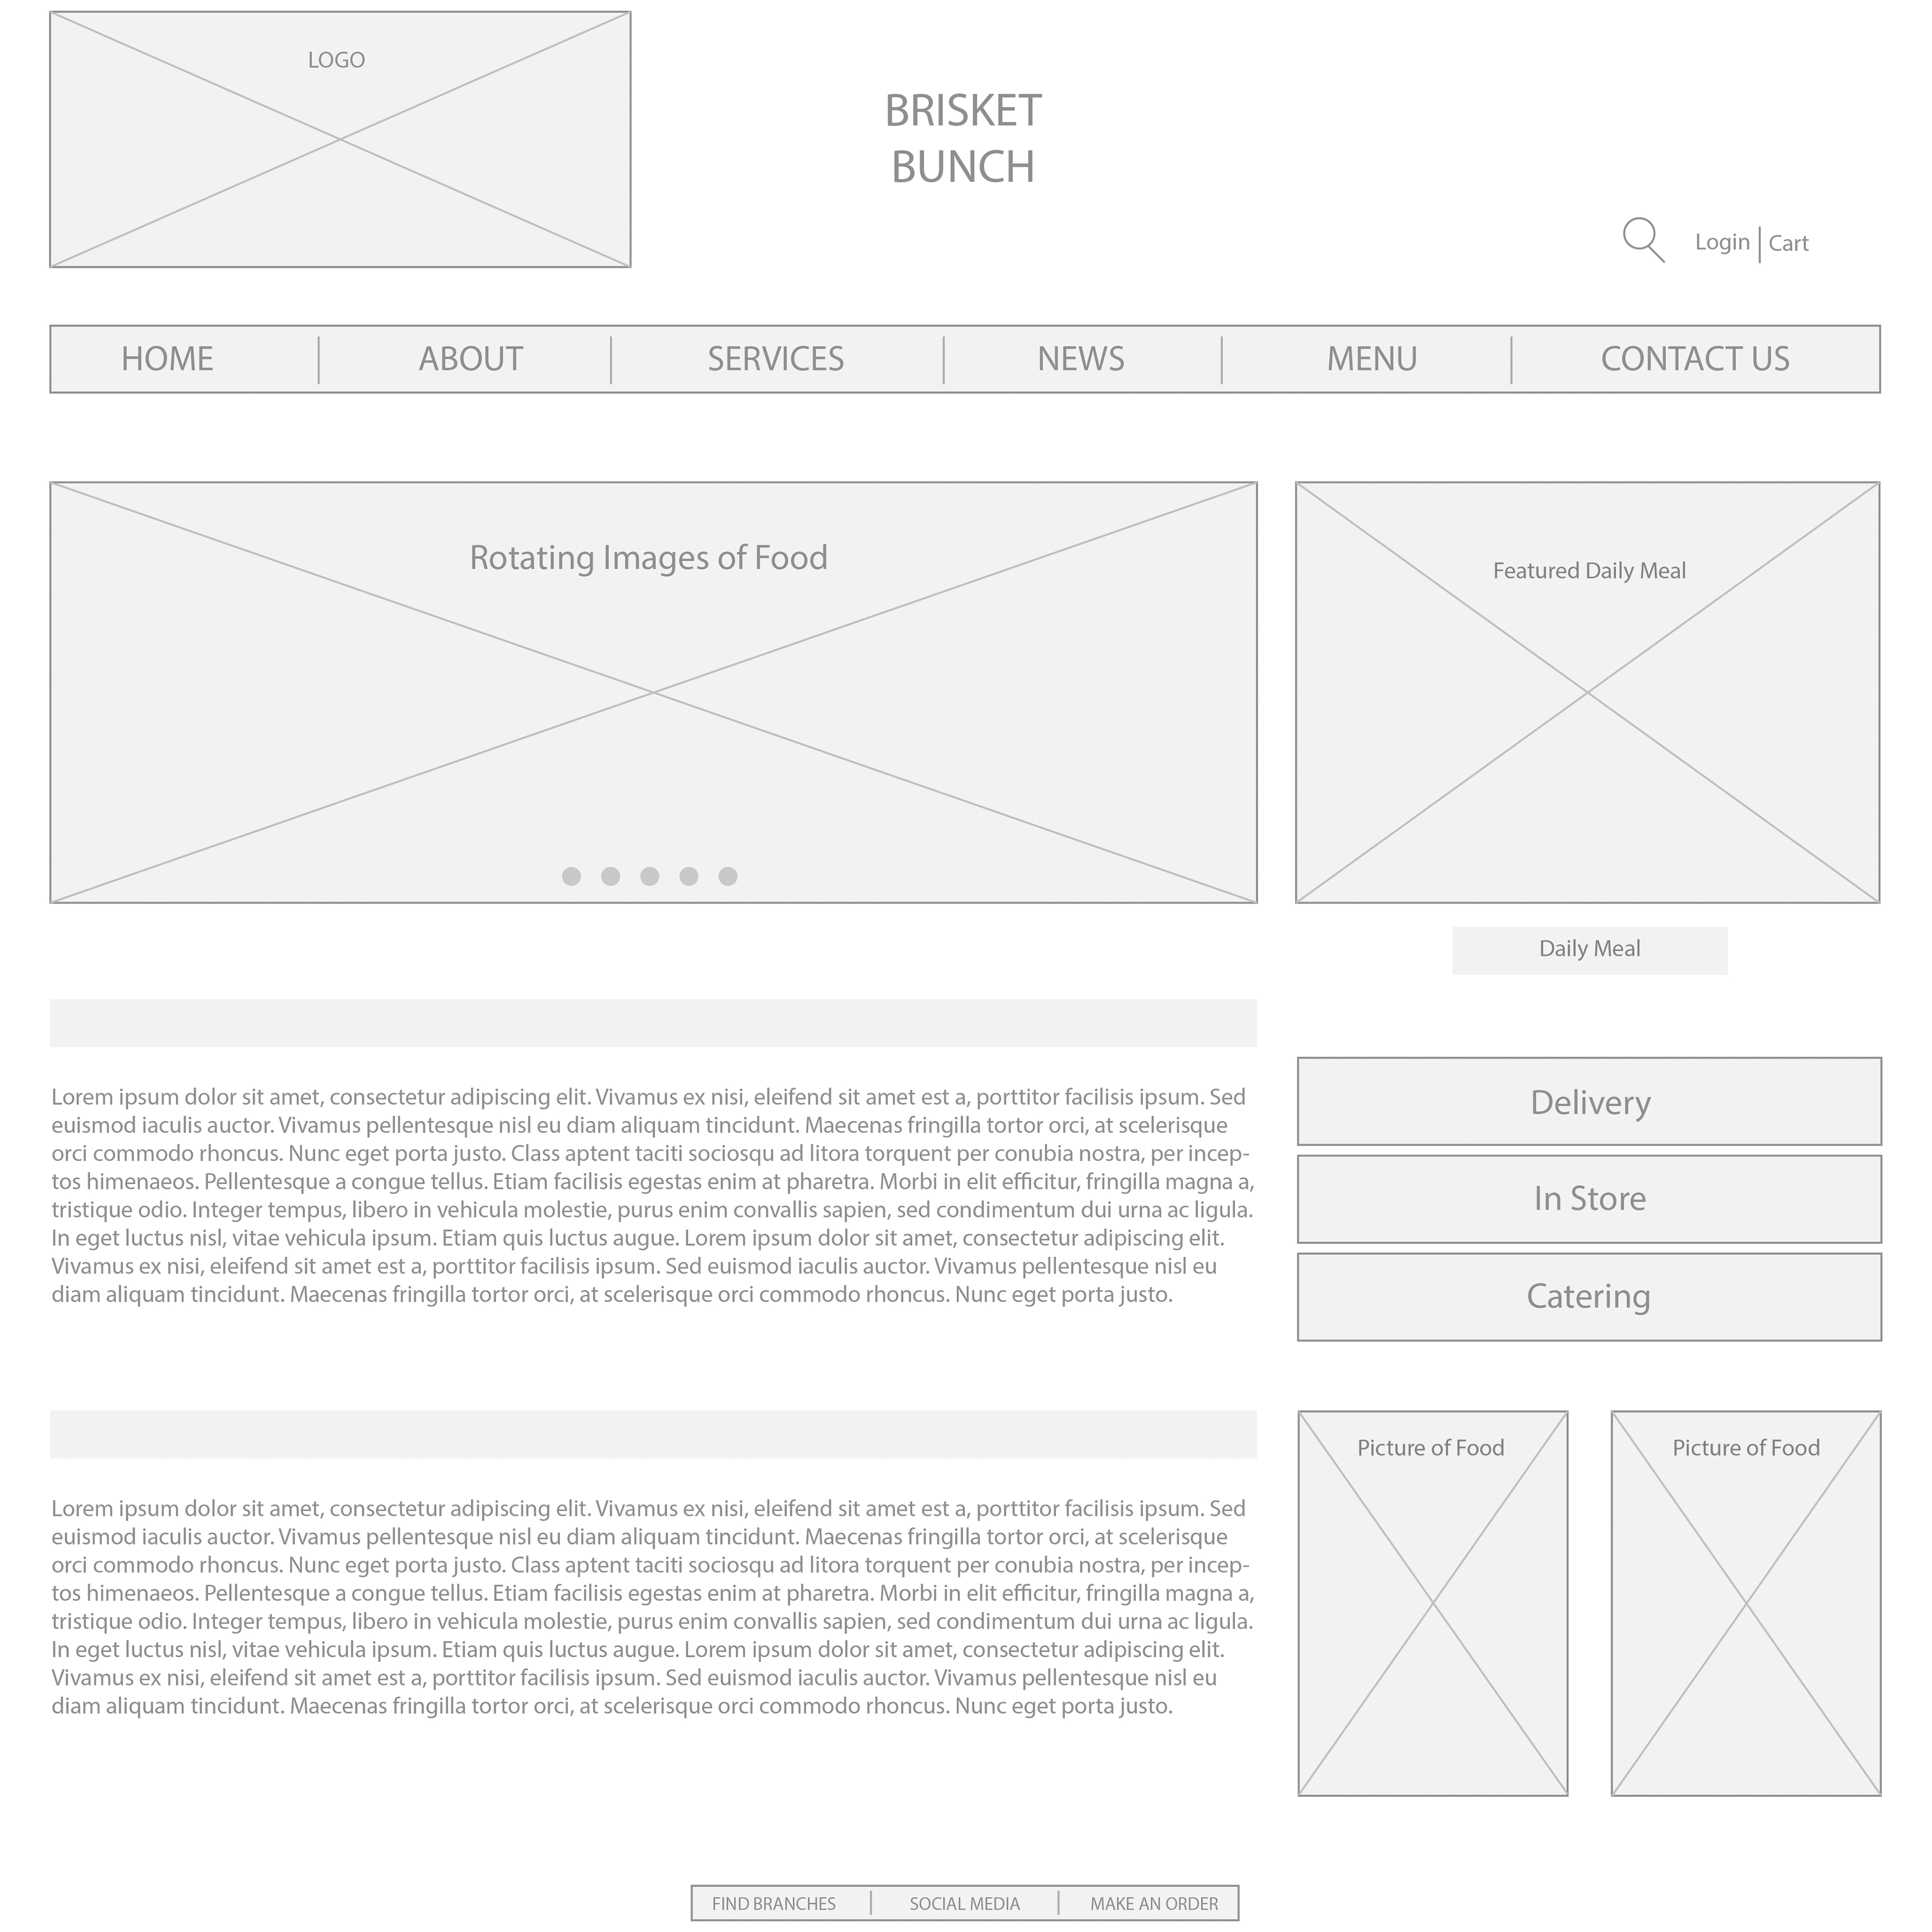 LOGO
BRISKET
BUNCH
Login | Cart
HOME | ABOUT | SERVICES | NEWS | MENU | CONTACT US
Rotating Images of Food
Featured Daily Meal
Daily Meal
Lorem ipsum dolor sit amet, consectetur adipiscing elit. Vivamus ex nisi, eleifend sit amet est a, porttitor facilisis ipsum. Sed
euismod iaculis auctor. Vivamus pellentesque nisl eu diam aliquam tincidunt. Maecenas fringilla tortor orci, at scelerisque
orci commodo rhoncus. Nunc eget porta justo. Class aptent taciti sociosqu ad litora torquent per conubia nostra, per incep-
tos himenaeos. Pellentesque a congue tellus. Etiam facilisis egestas enim at pharetra. Morbi in elit efficitur, fringilla magna a,
tristique odio. Integer tempus, libero in vehicula molestie, purus enim convallis sapien, sed condimentum dui urna ac ligula.
In eget luctus nisl, vitae vehicula ipsum. Etiam quis luctus augue. Lorem ipsum dolor sit amet, consectetur adipiscing elit.
Vivamus ex nisi, eleifend sit amet est a, porttitor facilisis ipsum. Sed euismod iaculis auctor. Vivamus pellentesque nisl eu
diam aliquam tincidunt. Maecenas fringilla tortor orci, at scelerisque orci commodo rhoncus. Nunc eget porta justo.
Delivery
In Store
Catering
Lorem ipsum dolor sit amet, consectetur adipiscing elit. Vivamus ex nisi, eleifend sit amet est a, porttitor facilisis ipsum. Sed
euismod iaculis auctor. Vivamus pellentesque nisl eu diam aliquam tincidunt. Maecenas fringilla tortor orci, at scelerisque
orci commodo rhoncus. Nunc eget porta justo. Class aptent taciti sociosqu ad litora torquent per conubia nostra, per incep-
tos himenaeos. Pellentesque a congue tellus. Etiam facilisis egestas enim at pharetra. Morbi in elit efficitur, fringilla magna a,
tristique odio. Integer tempus, libero in vehicula molestie, purus enim convallis sapien, sed condimentum dui urna ac ligula.
In eget luctus nisl, vitae vehicula ipsum. Etiam quis luctus augue. Lorem ipsum dolor sit amet, consectetur adipiscing elit.
Vivamus ex nisi, eleifend sit amet est a, porttitor facilisis ipsum. Sed euismod iaculis auctor. Vivamus pellentesque nisl eu
diam aliquam tincidunt. Maecenas fringilla tortor orci, at scelerisque orci commodo rhoncus. Nunc eget porta justo.
Picture of Food
Picture of Food
FIND BRANCHES | SOCIAL MEDIA | MAKE AN ORDER